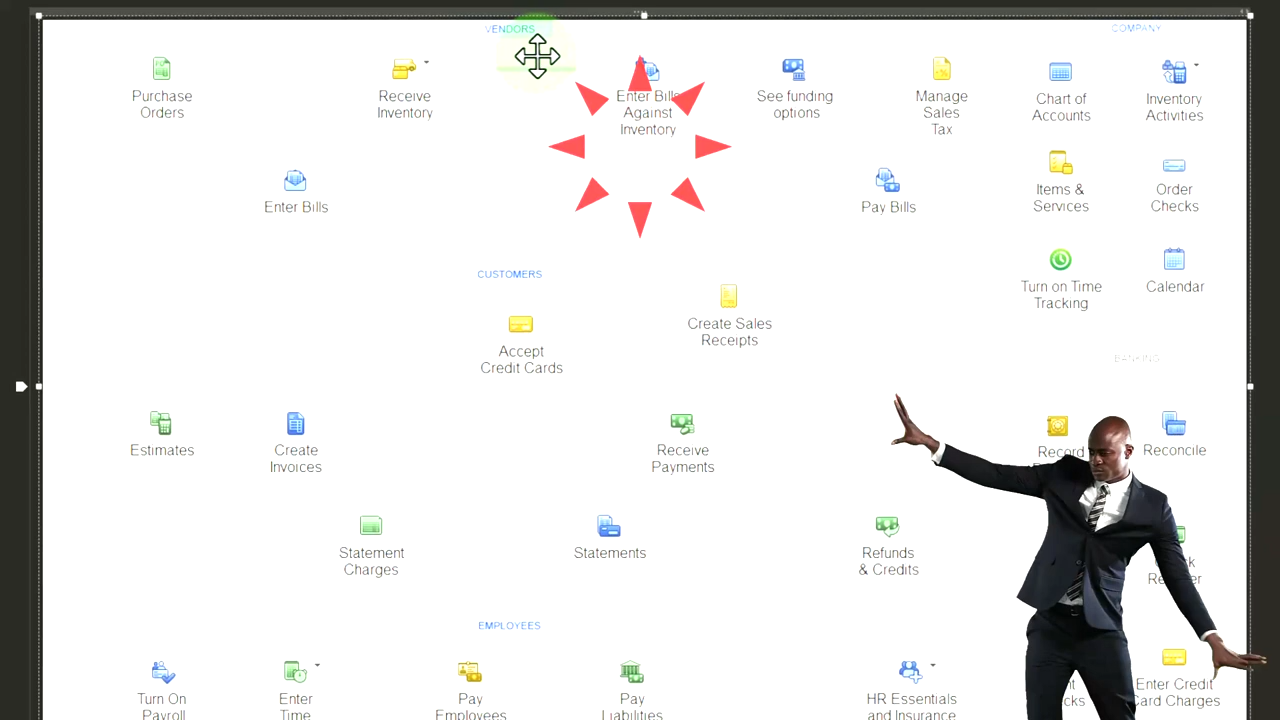 VENDORS
COMPANY
Purchase
Orders
Receive
Inventory
Enter Bills
Against
Inventory
See funding
options
Manage
Sales
Tax
Chart of
Accounts
Inventory
Activities
Enter Bills
Pay Bills
Items &
Services
Order
Checks
CUSTOMERS
Turn on Time
Tracking
Calendar
Create Sales
Receipts
Accept
Credit Cards
BANKING
Estimates
Create
Invoices
Receive
Payments
Record
Reconcile
Statement
Charges
Statements
Refunds
& Credits
EMPLOYEES
Turn On
Payroll
Enter
Time
Pay
Employees
Pay
Liabilities
HR Essentials
and Insurance
Enter Credit
Card Charges